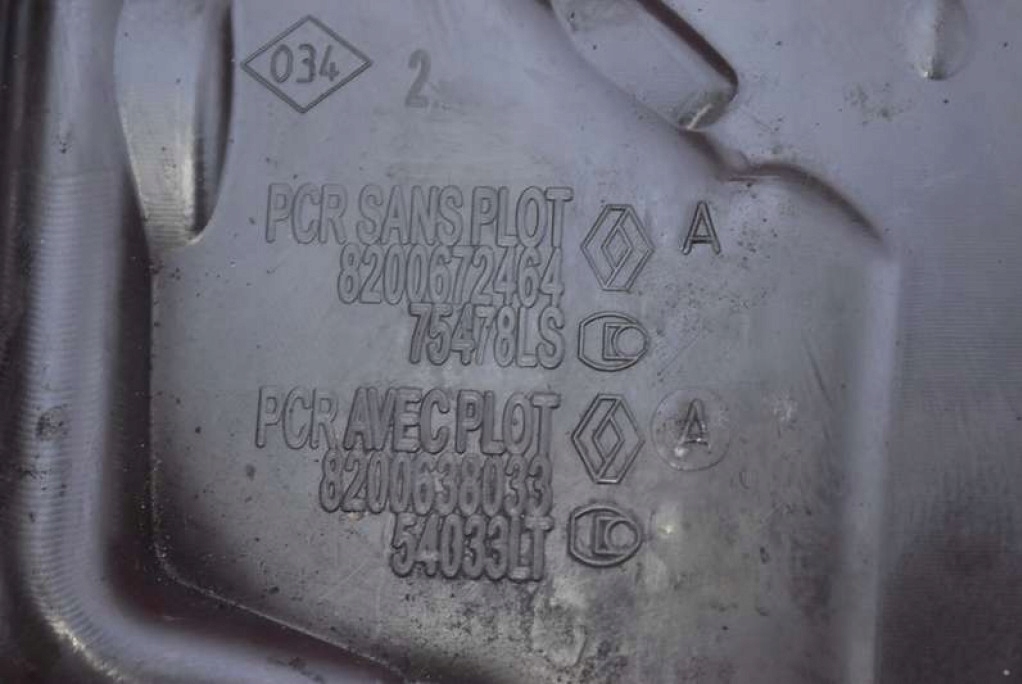 034 2
PCR SANS PLOT A
8200672464
75478LS
PCR AVEC PLOT A
8200638033
54033LT